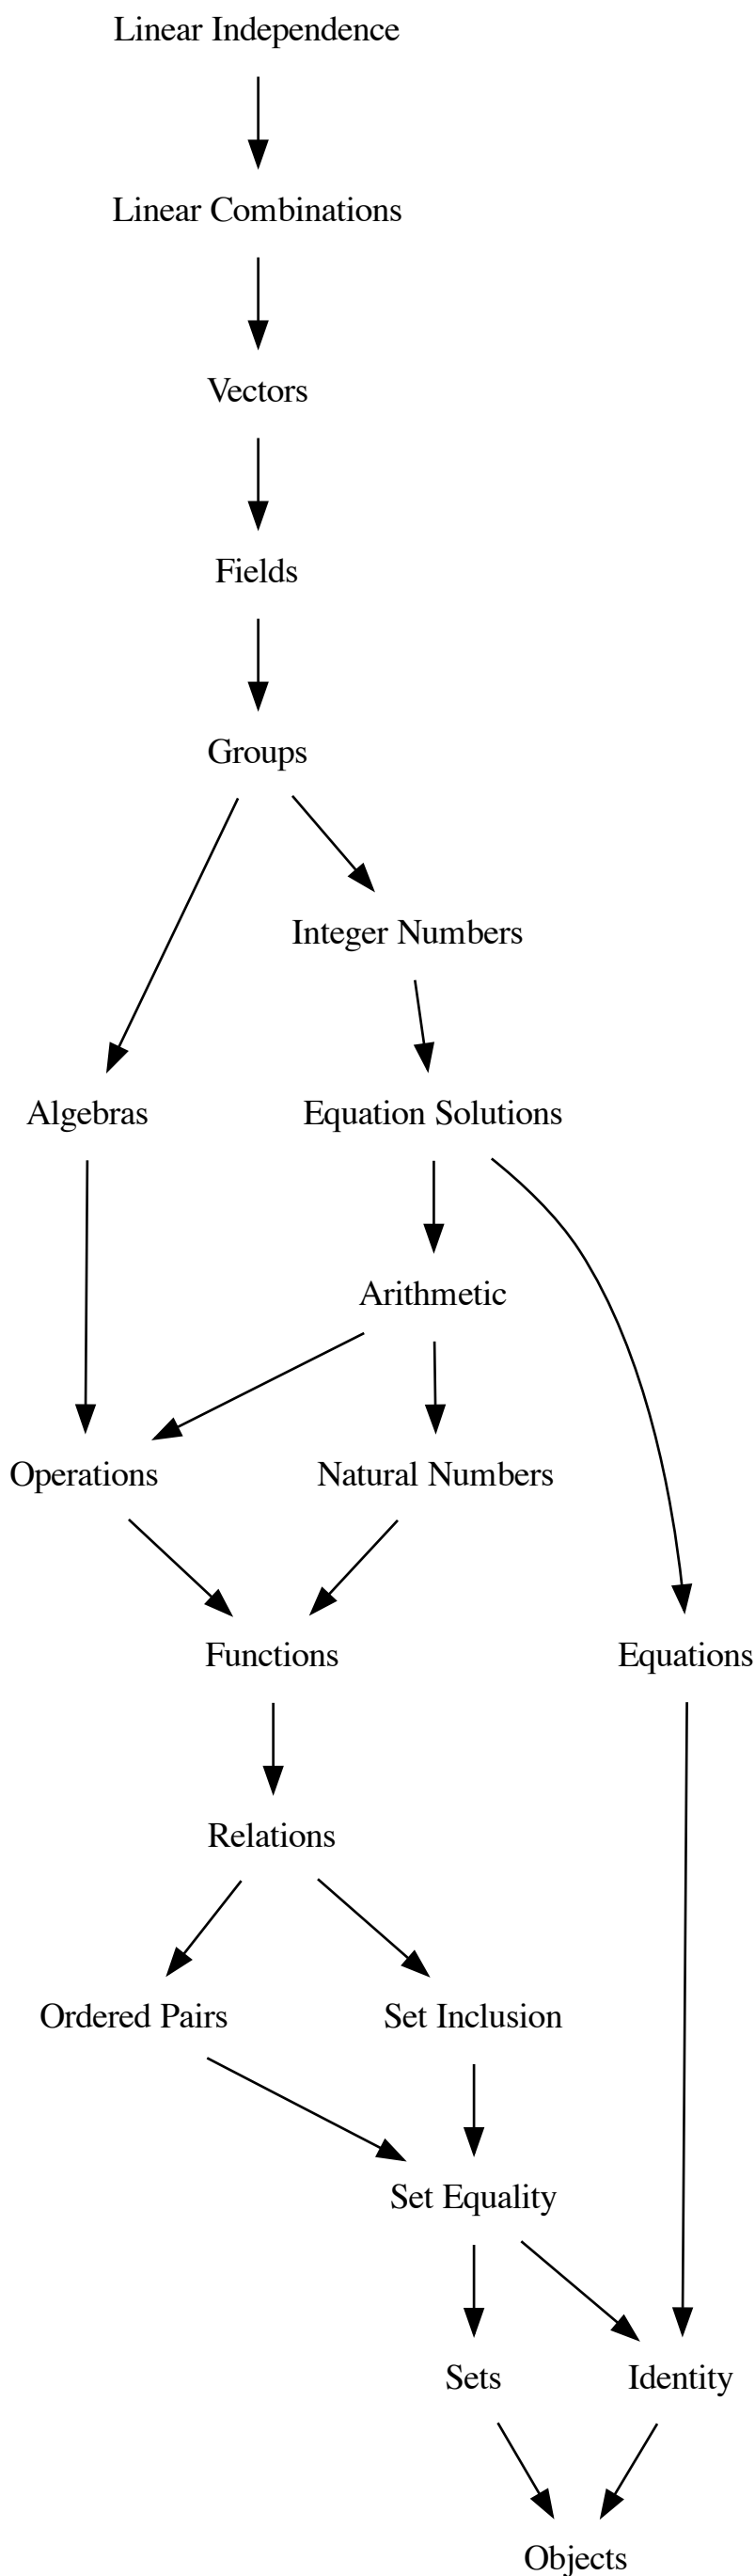 Linear Independence
Linear Combinations
Vectors
Fields
Groups
Integer Numbers
Algebras
Equation Solutions
Arithmetic
Operations
Natural Numbers
Functions
Equations
Relations
Ordered Pairs
Set Inclusion
Set Equality
Sets
Identity
Objects